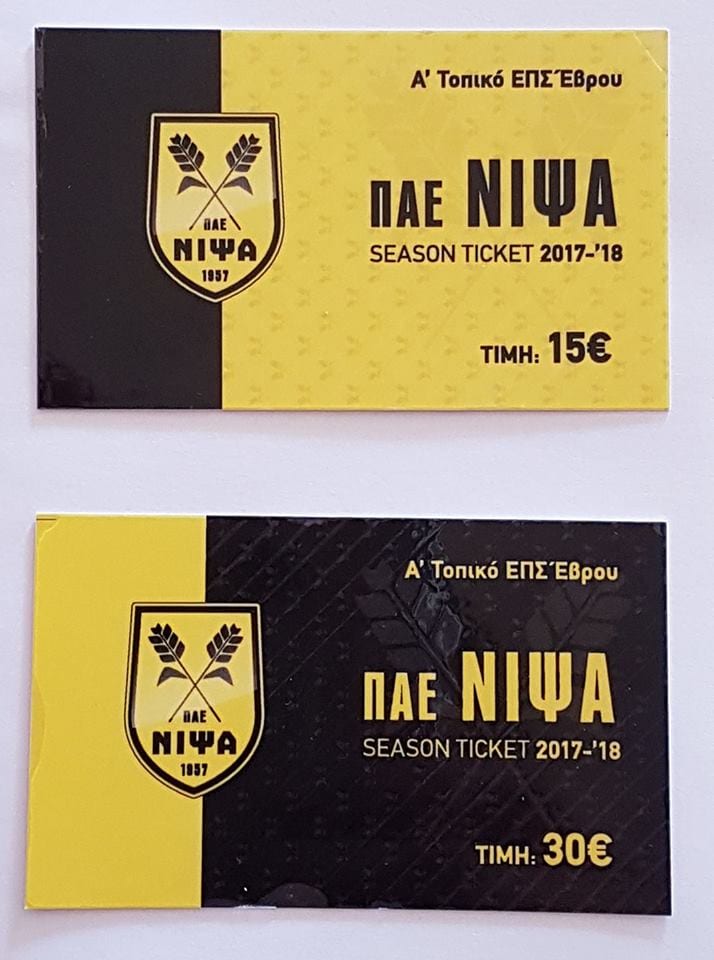 Α' Τοπικό ΕΠΣ Έβρου
ΠΑΕ
ΝΙΨΑ
1957
ΠΑΕ ΝΙΨΑ
SEASON TICKET 2017-'18
ΤΙΜΗ: 15€
Α' Τοπικό ΕΠΣ Έβρου
ΠΑΕ
ΝΙΨΑ
1957
ΠΑΕ ΝΙΨΑ
SEASON TICKET 2017-'18
ΤΙΜΗ: 30€